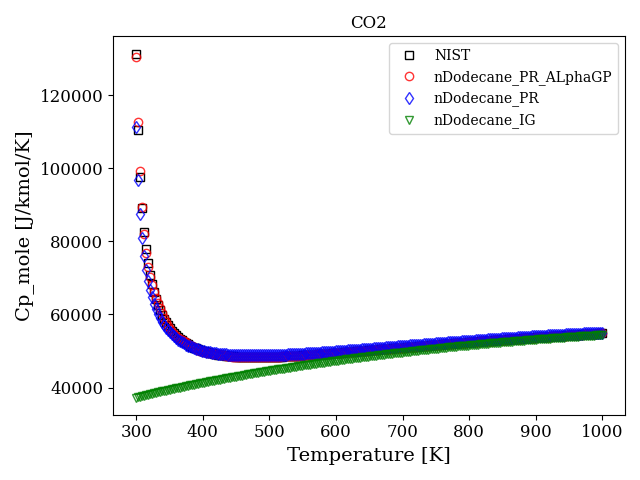 CO2
NIST
nDodecane_PR_ALphaGP
nDodecane_PR
nDodecane_IG
Cp_mole [J/kmol/K]
120000
100000
80000
60000
40000
300 400 500 600 700 800 900 1000
Temperature [K]